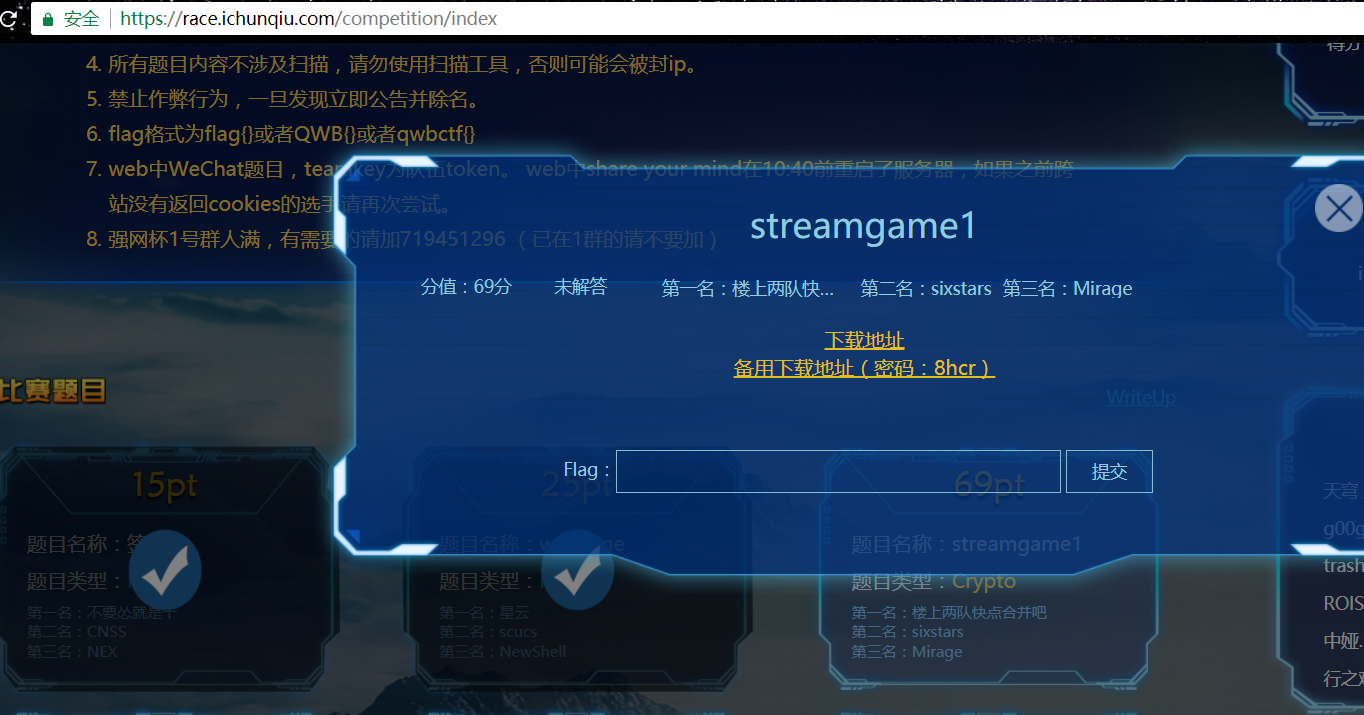 安全 https://race.ichunqiu.com/competition/index
4. 所有题目内容不涉及扫描，请勿使用扫描工具，否则可能会被封ip。
5. 禁止作弊行为，一旦发现立即公告并除名。
6. flag格式为flag{}或者QWB{}或者qwbctf{}
7. web中WeChat题目，teamkey为队伍token。 web中share your mind在10:40前重启了服务器，如果之前跨
站没有返回cookies的选手请再次尝试。
8. 强网杯1号群人满，有需要的请加719451296 （已在1群的请不要加）
streamgame1
分值：69分 未解答 第一名：楼上两队快... 第二名：sixstars 第三名：Mirage
下载地址
备用下载地址（密码：8hcr）
WriteUp
Flag： 提交
比赛题目
15pt
题目名称：签
题目类型：
第一名：不要怂就是干
第二名：CNSS
第三名：NEX
25pt
题目名称：
题目类型：
第一名：星云
第二名：scucs
第三名：NewShell
69pt
题目名称：streamgame1
题目类型：Crypto
第一名：楼上两队快点合并吧
第二名：sixstars
第三名：Mirage
得分
天穹
g00g
trash
ROIS
中娅.
行之